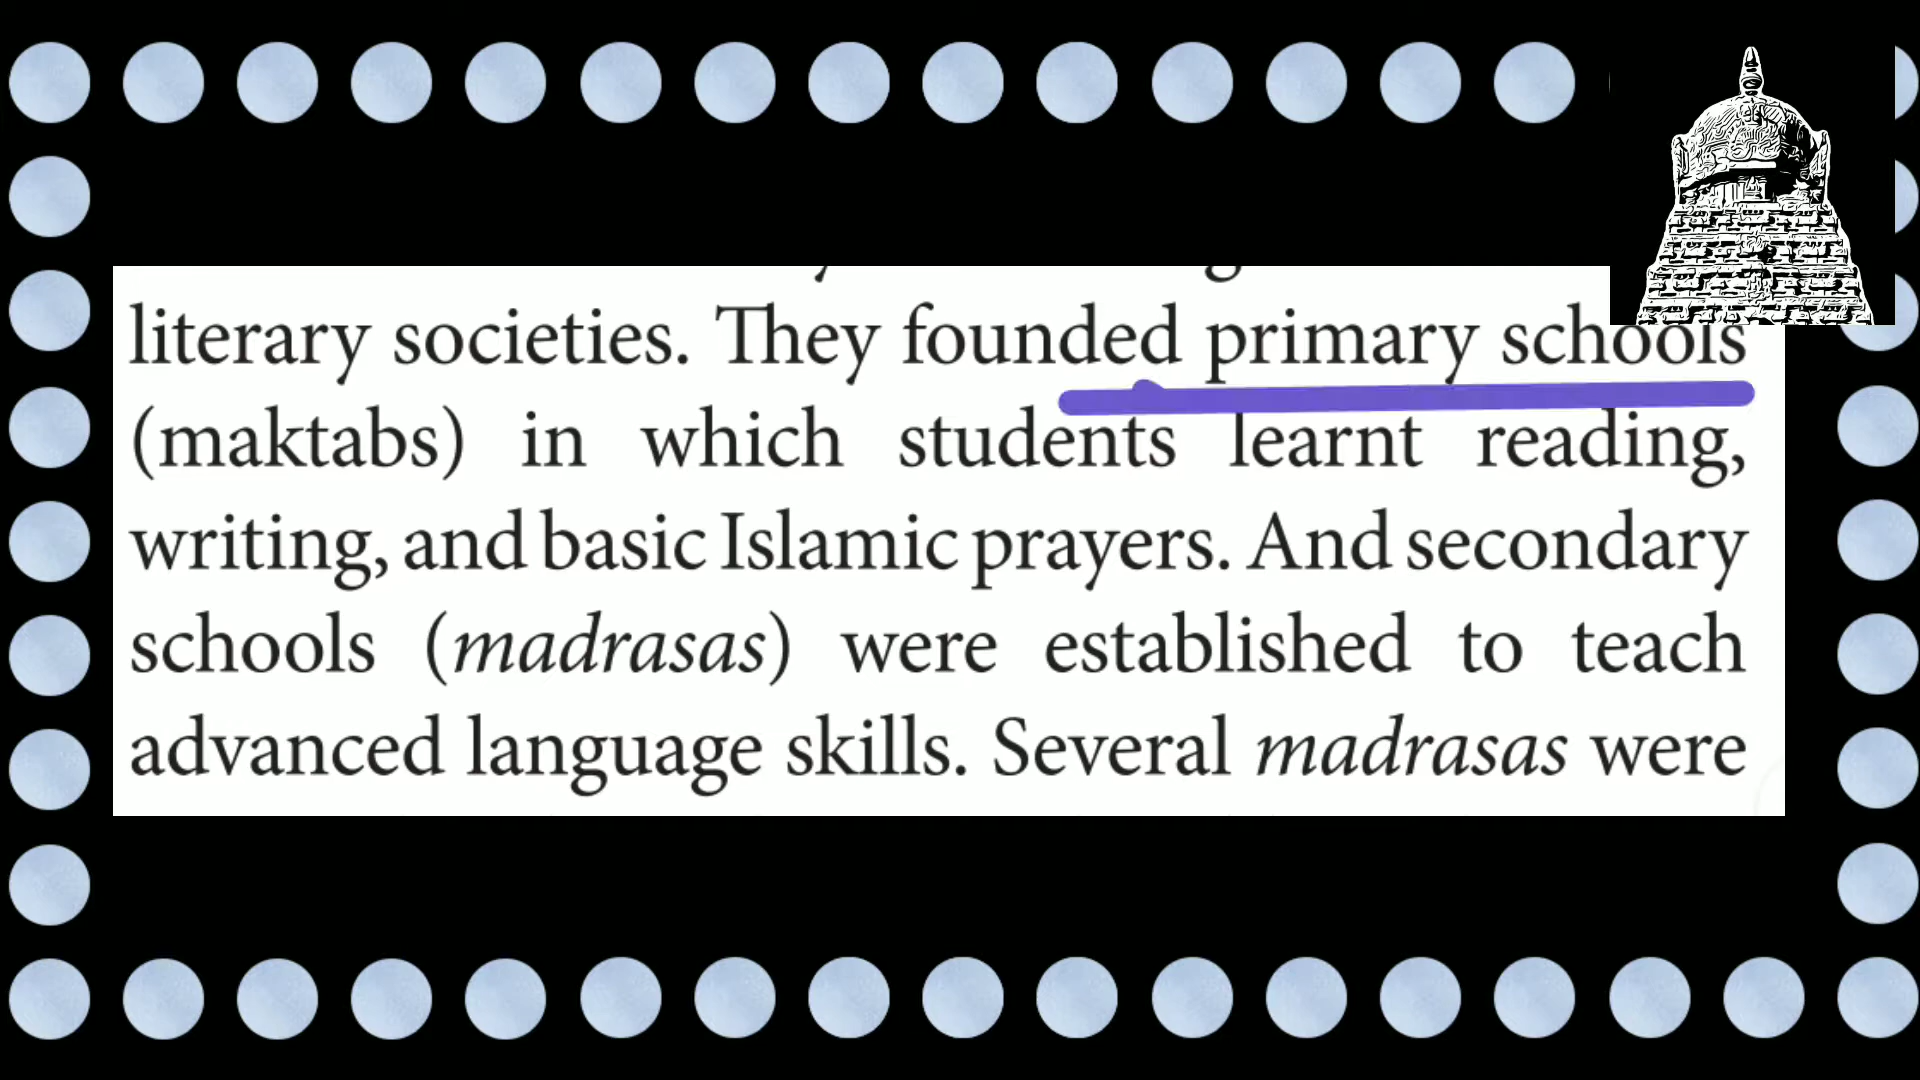 literary societies. They founded primary schools
(maktabs) in which students learnt reading,
writing, and basic Islamic prayers. And secondary
schools (madrasas) were established to teach
advanced language skills. Several madrasas were